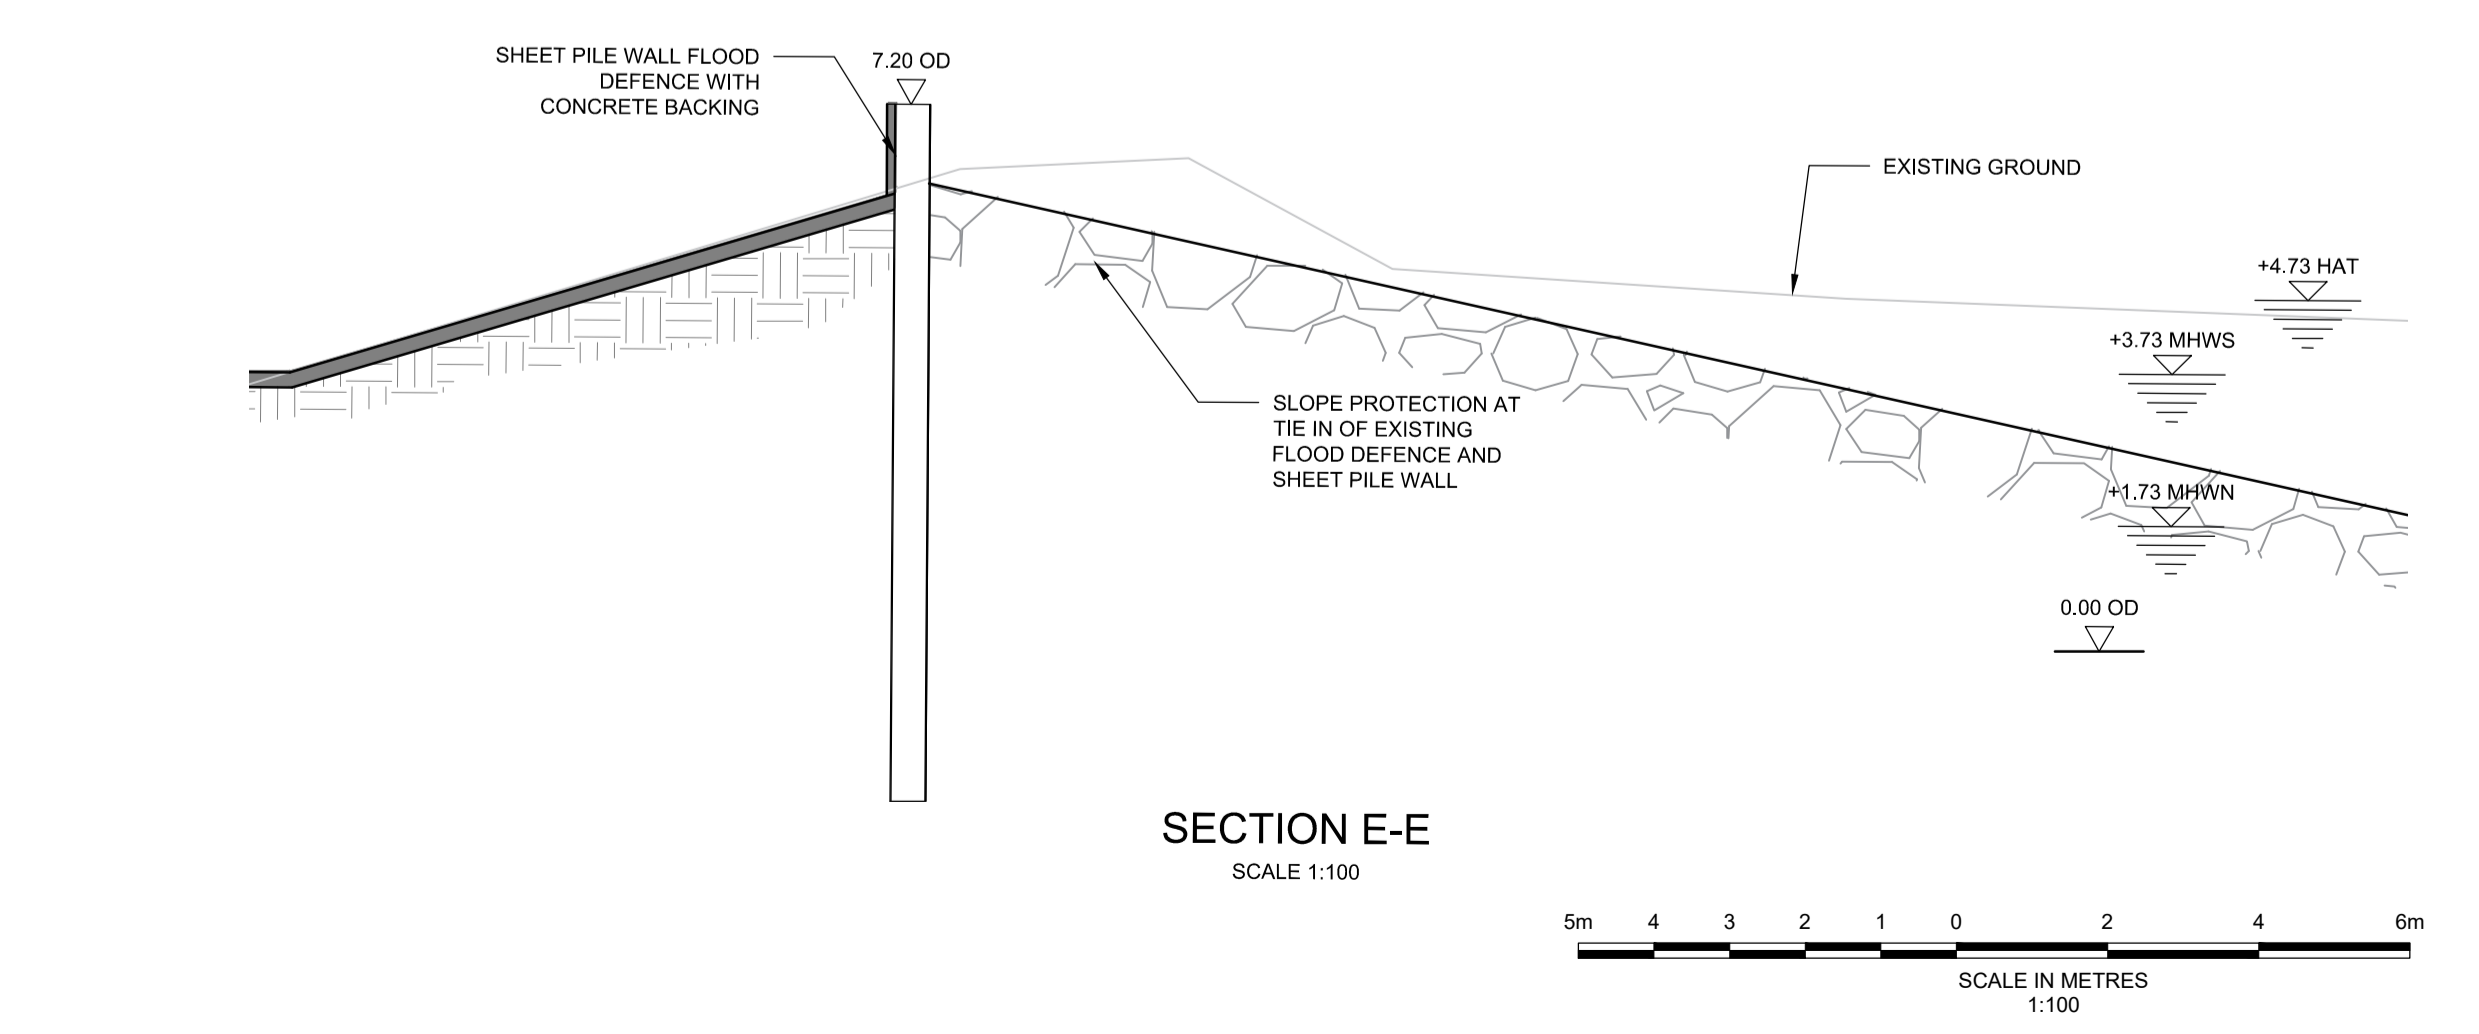 SHEET PILE WALL FLOOD
DEFENCE WITH
CONCRETE BACKING
7.20 OD
EXISTING GROUND
+4.73 HAT
+3.73 MHWS
SLOPE PROTECTION AT
TIE IN OF EXISTING
FLOOD DEFENCE AND
SHEET PILE WALL
+1.73 MHWN
0.00 OD
SECTION E-E
SCALE 1:100
5m 4 3 2 1 0 2 4 6m
SCALE IN METRES
1:100